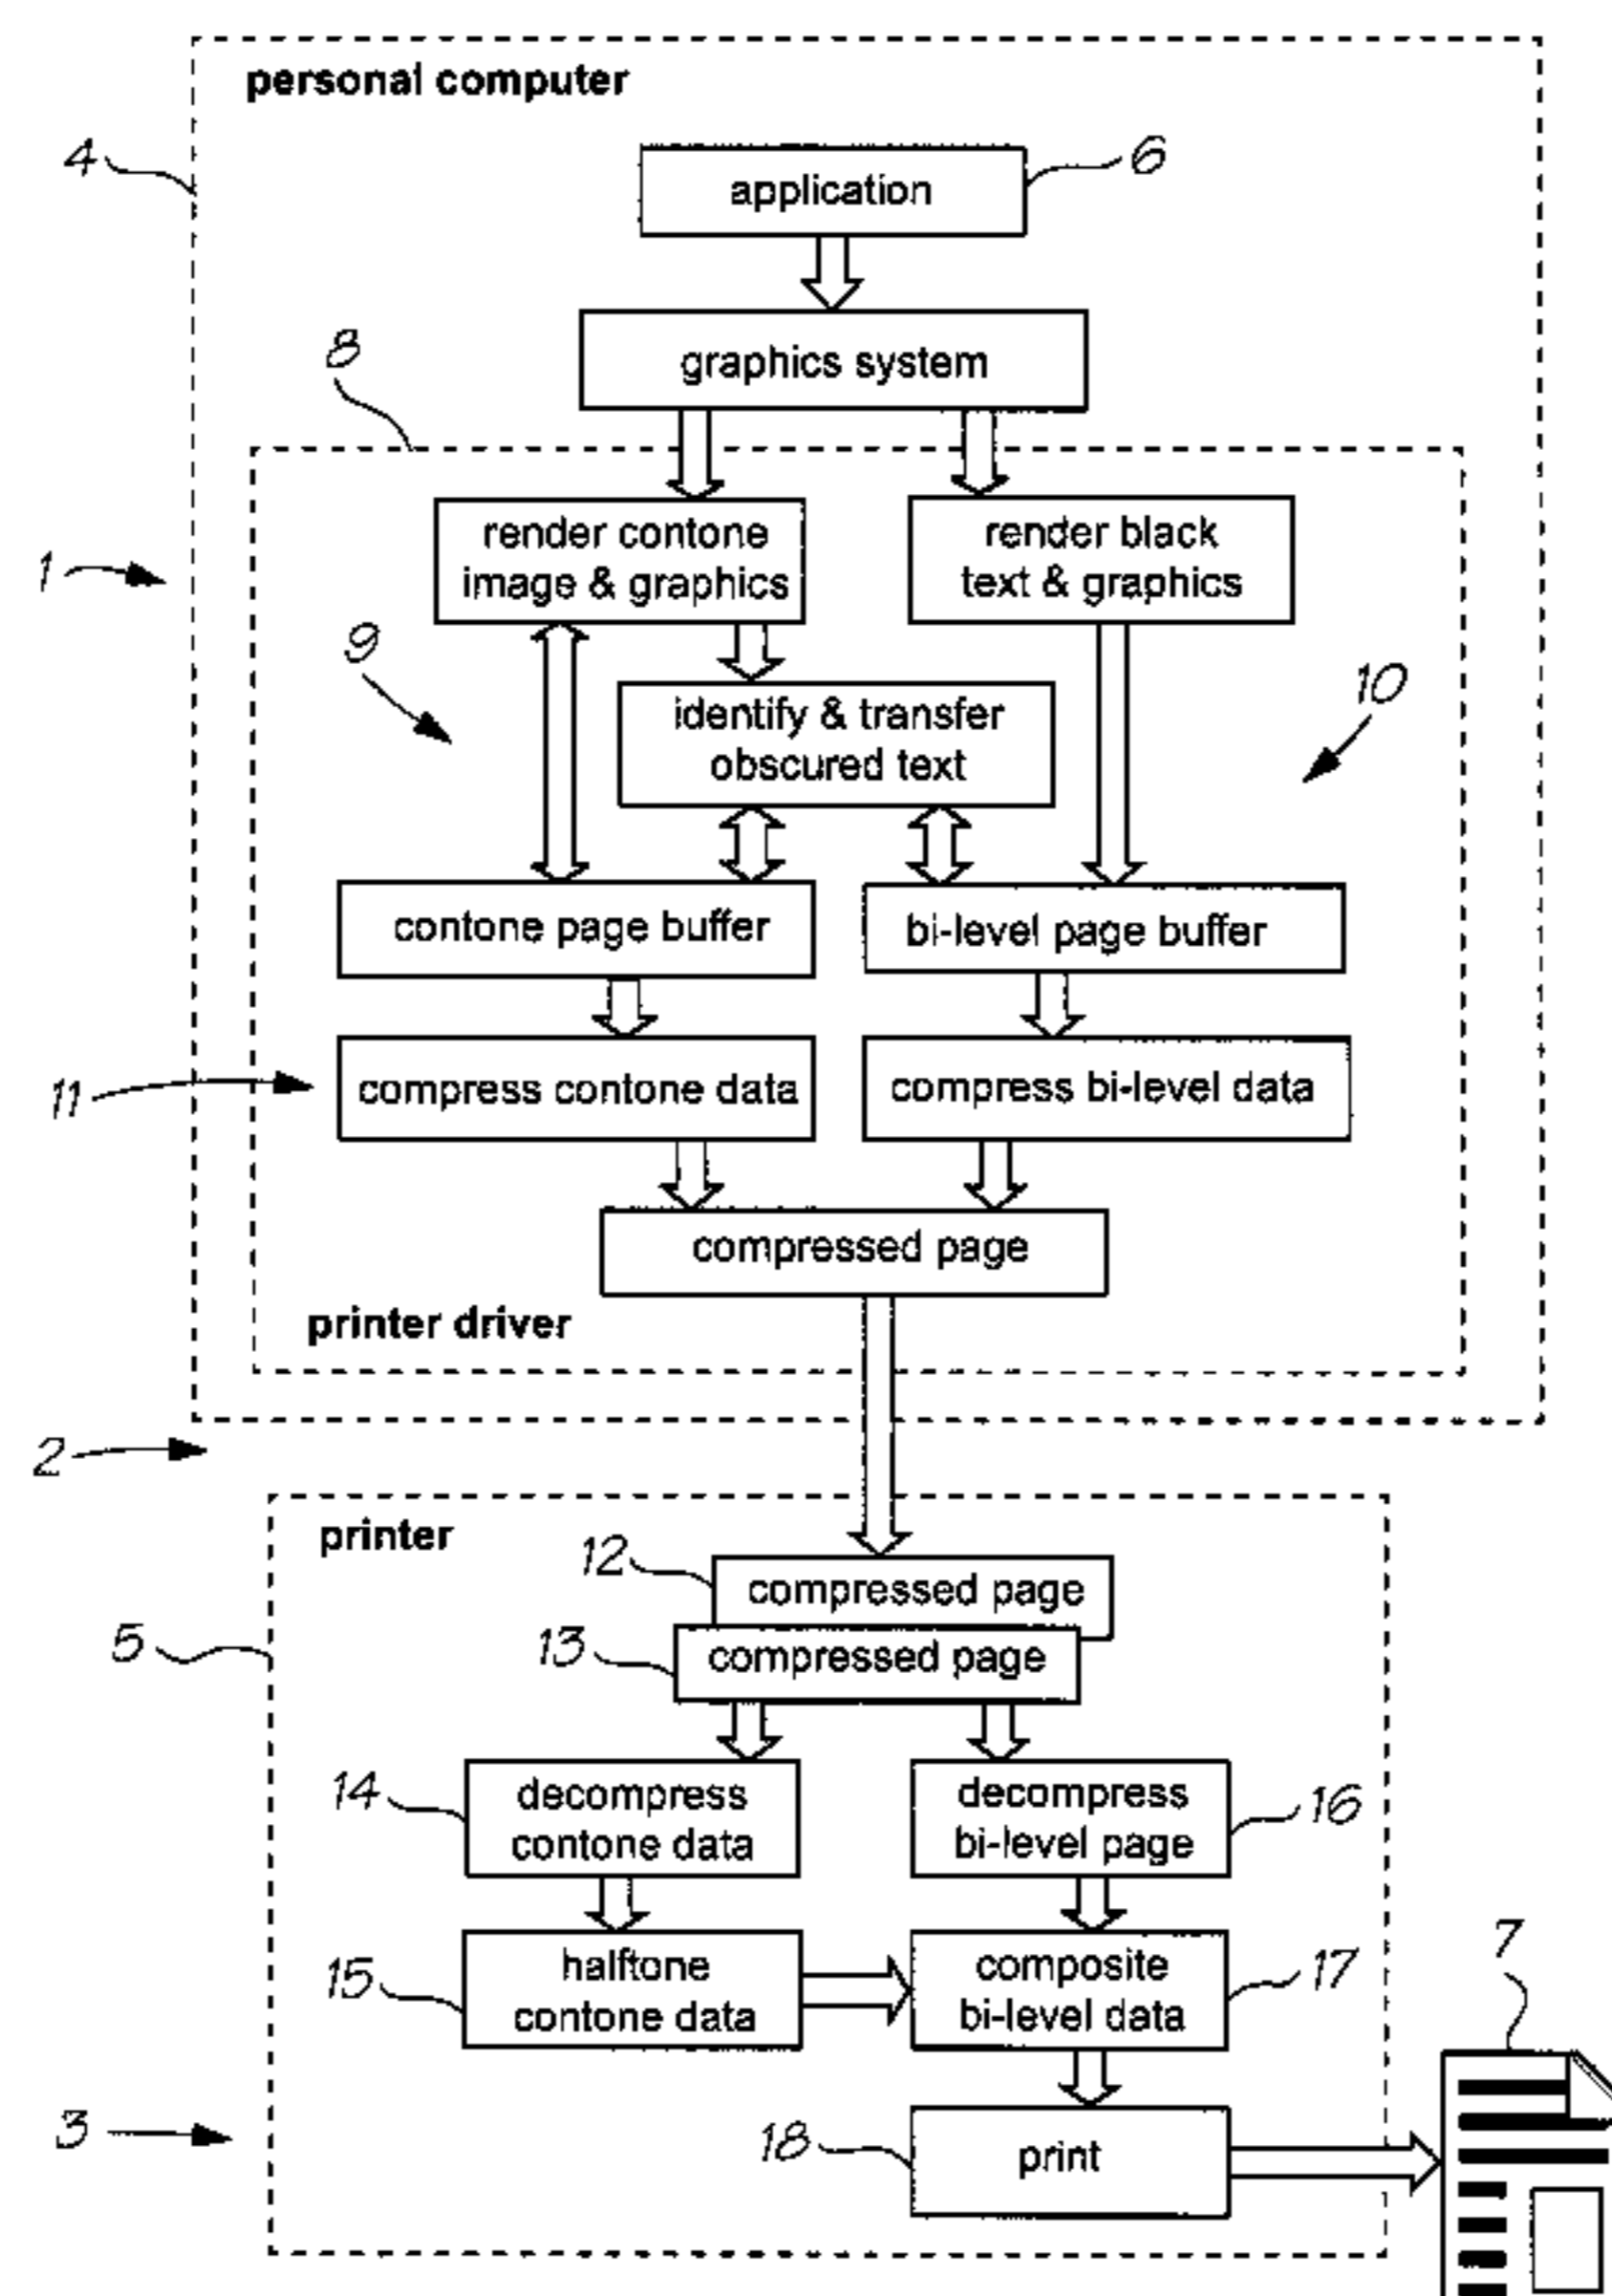 personal computer
4
application
6
graphics system
8
render contone
image & graphics
render black
text & graphics
1
9
identify & transfer
obscured text
10
contone page buffer
bi-level page buffer
11
compress contone data
compress bi-level data
compressed page
printer driver
2
printer
12
compressed page
5
13
compressed page
14
decompress
contone data
decompress
bi-level page
16
15
halftone
contone data
composite
bi-level data
17
7
3
18
print